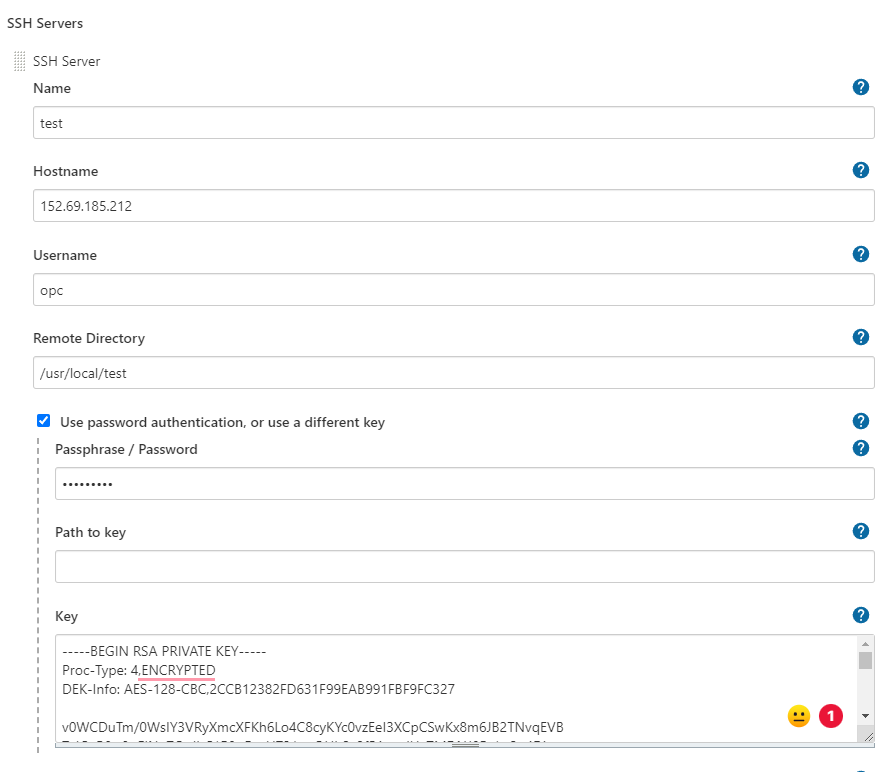 SSH Servers
SSH Server
Name
test
Hostname
152.69.185.212
Username
opc
Remote Directory
/usr/local/test
Use password authentication, or use a different key
Passphrase / Password
•••••••••
Path to key
Key
-----BEGIN RSA PRIVATE KEY-----
Proc-Type: 4,ENCRYPTED
DEK-Info: AES-128-CBC,2CCB12382FD631F99EAB991FBF9FC327
v0WCDuTm/0WsIY3VRyXmcXFKh6Lo4C8cyKYc0vzEeI3XCpCSwKx8m6JB2TNvqEVB
1